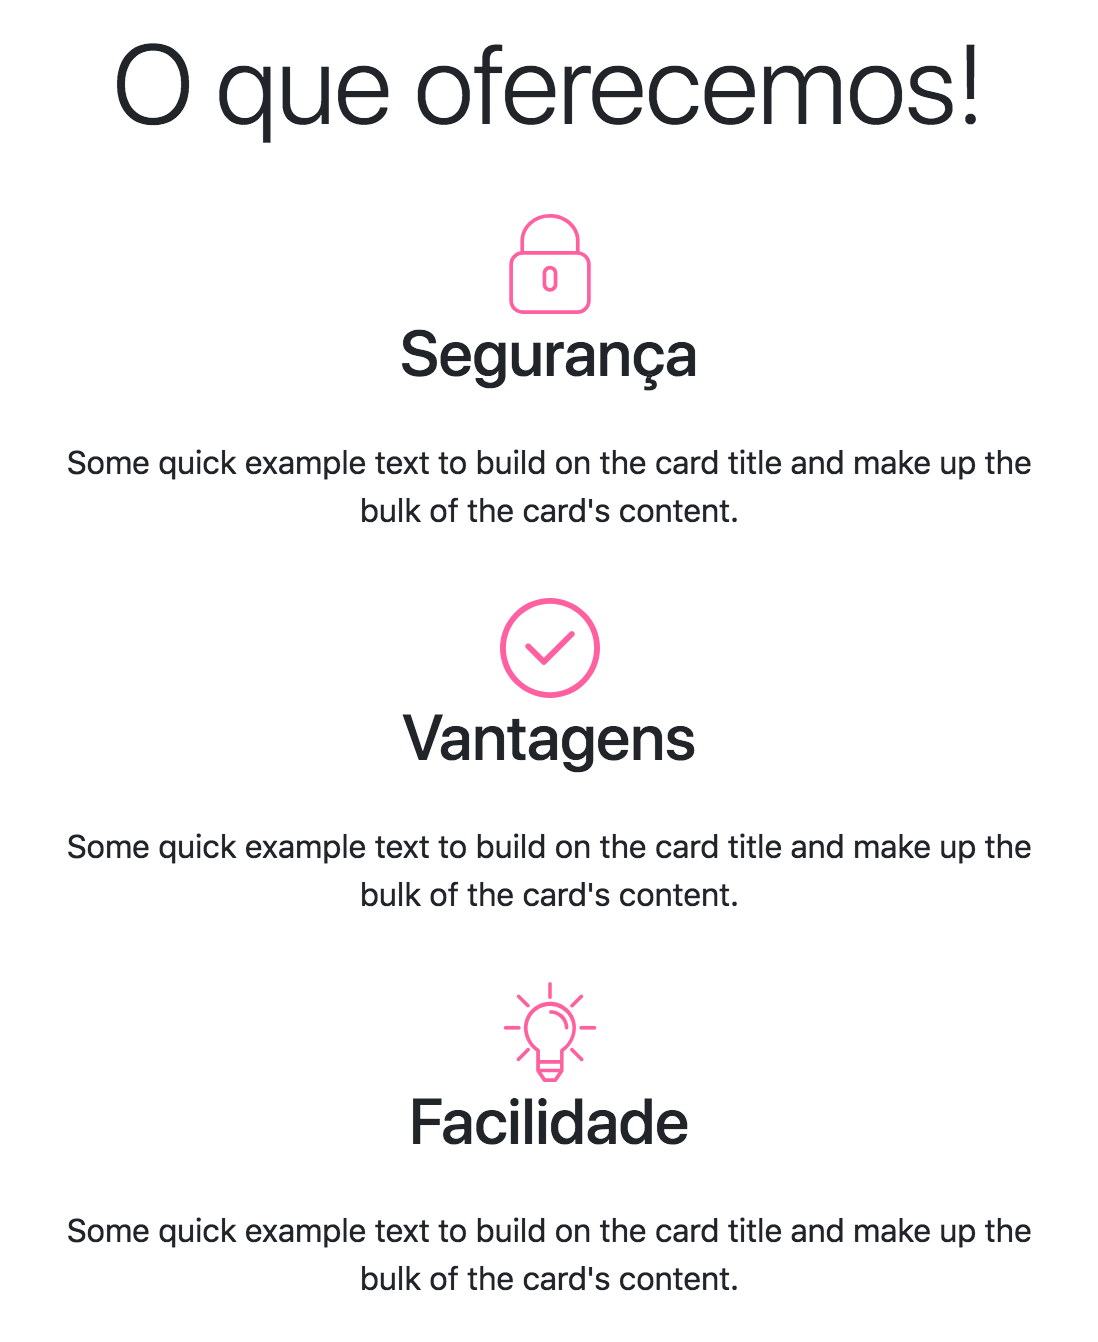 O que oferecemos!
Segurança
Some quick example text to build on the card title and make up the
bulk of the card's content.
Vantagens
Some quick example text to build on the card title and make up the
bulk of the card's content.
Facilidade
Some quick example text to build on the card title and make up the
bulk of the card's content.